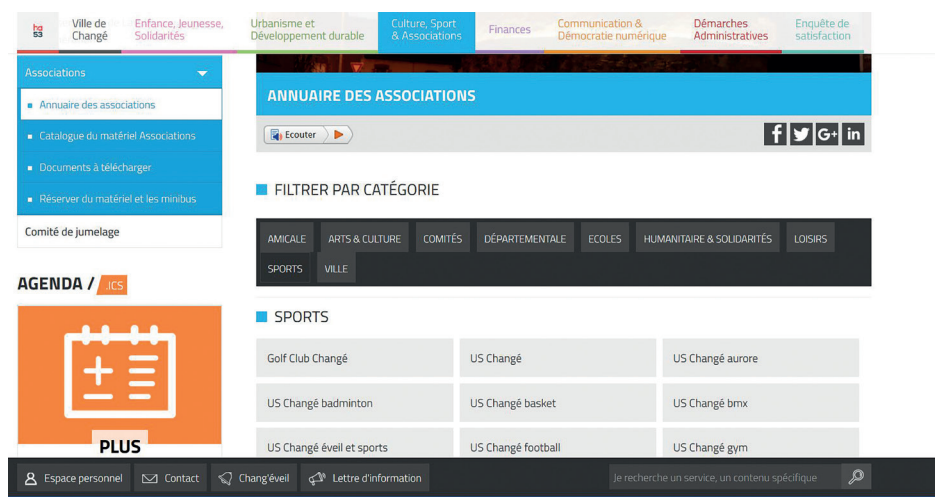 ha
53
Ville de
Changé
Enfance, Jeunesse,
Solidarités
Urbanisme et
Développement durable
Culture, Sport
& Associations
Finances
Communication &
Démocratie numérique
Démarches
Administratives
Enquête de
satisfaction
Associations
Annuaire des associations
Catalogue du matériel Associations
Documents à télécharger
Réserver du matériel et les minibus
Comité de jumelage
AGENDA / .ICS
PLUS
ANNUAIRE DES ASSOCIATIONS
Ecouter
f G+ in
FILTRER PAR CATÉGORIE
AMICALE ARTS & CULTURE COMITÉS DÉPARTEMENTALE ECOLES HUMANITAIRE & SOLIDARITÉS LOISIRS
SPORTS VILLE
SPORTS
Golf Club Changé US Changé US Changé aurore
US Changé badminton US Changé basket US Changé bmx
US Changé éveil et sports US Changé football US Changé gym
Espace personnel Contact Chang'éveil Lettre d'information Je recherche un service, un contenu spécifique